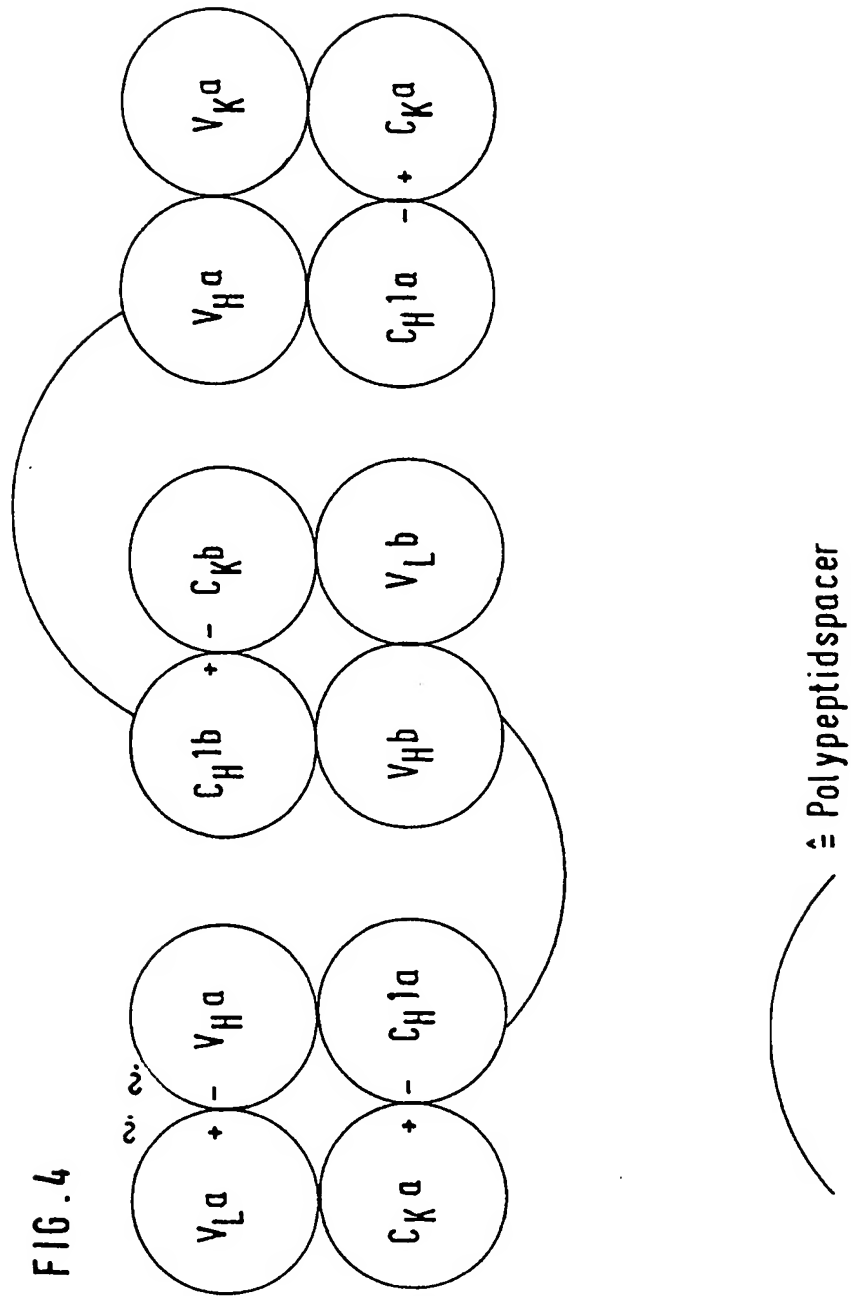 FIG.4
? ?
V_L a + - V_H a C_H 1b + - C_K b V_H a V_K a
C_K a + - C_H 1a V_H b V_L b C_H 1a - + C_K a
≙ Polypeptidspacer